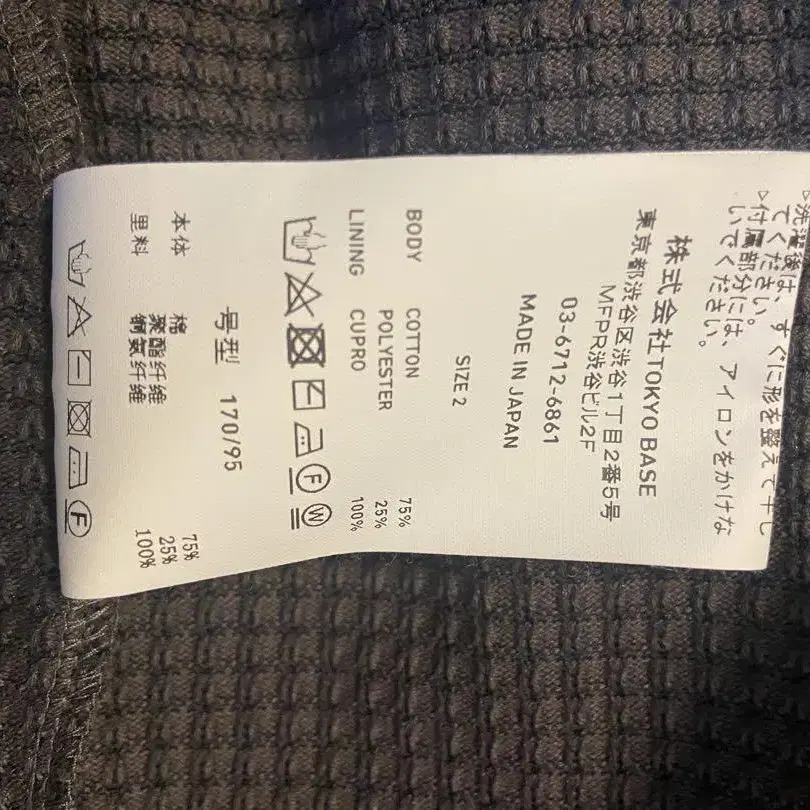 ▷洗濯後は、すぐに形を整えて干し
てください。
▷付属部分には、アイロンをかけな
いでください。
株式会社TOKYO BASE
東京都渋谷区渋谷1丁目2番5号
MFPR渋谷ビル2F
03-6712-6861
MADE IN JAPAN
SIZE 2
BODY COTTON 75%
POLYESTER 25%
LINING CUPRO 100%
F W
号型 170/95
本体 棉 75%
聚酯纤维 25%
里料 铜氨纤维 100%
F